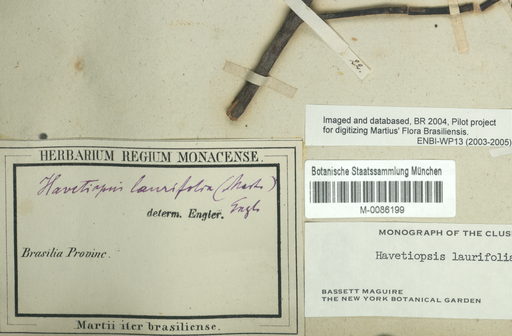 Imaged and databased, BR 2004, Pilot project
for digitizing Martius' Flora Brasiliensis.
ENBI-WP13 (2003-2005)
HERBARIUM REGIUM MONACENSE.
Havetiopsis laurifolia (Mart.)
Engl.
determ. Engler.
Brasilia Provinc.
Martii iter brasiliense.
Botanische Staatssammlung München
M-0086199
MONOGRAPH OF THE CLUS
Havetiopsis laurifolia
BASSETT MAGUIRE
THE NEW YORK BOTANICAL GARDEN